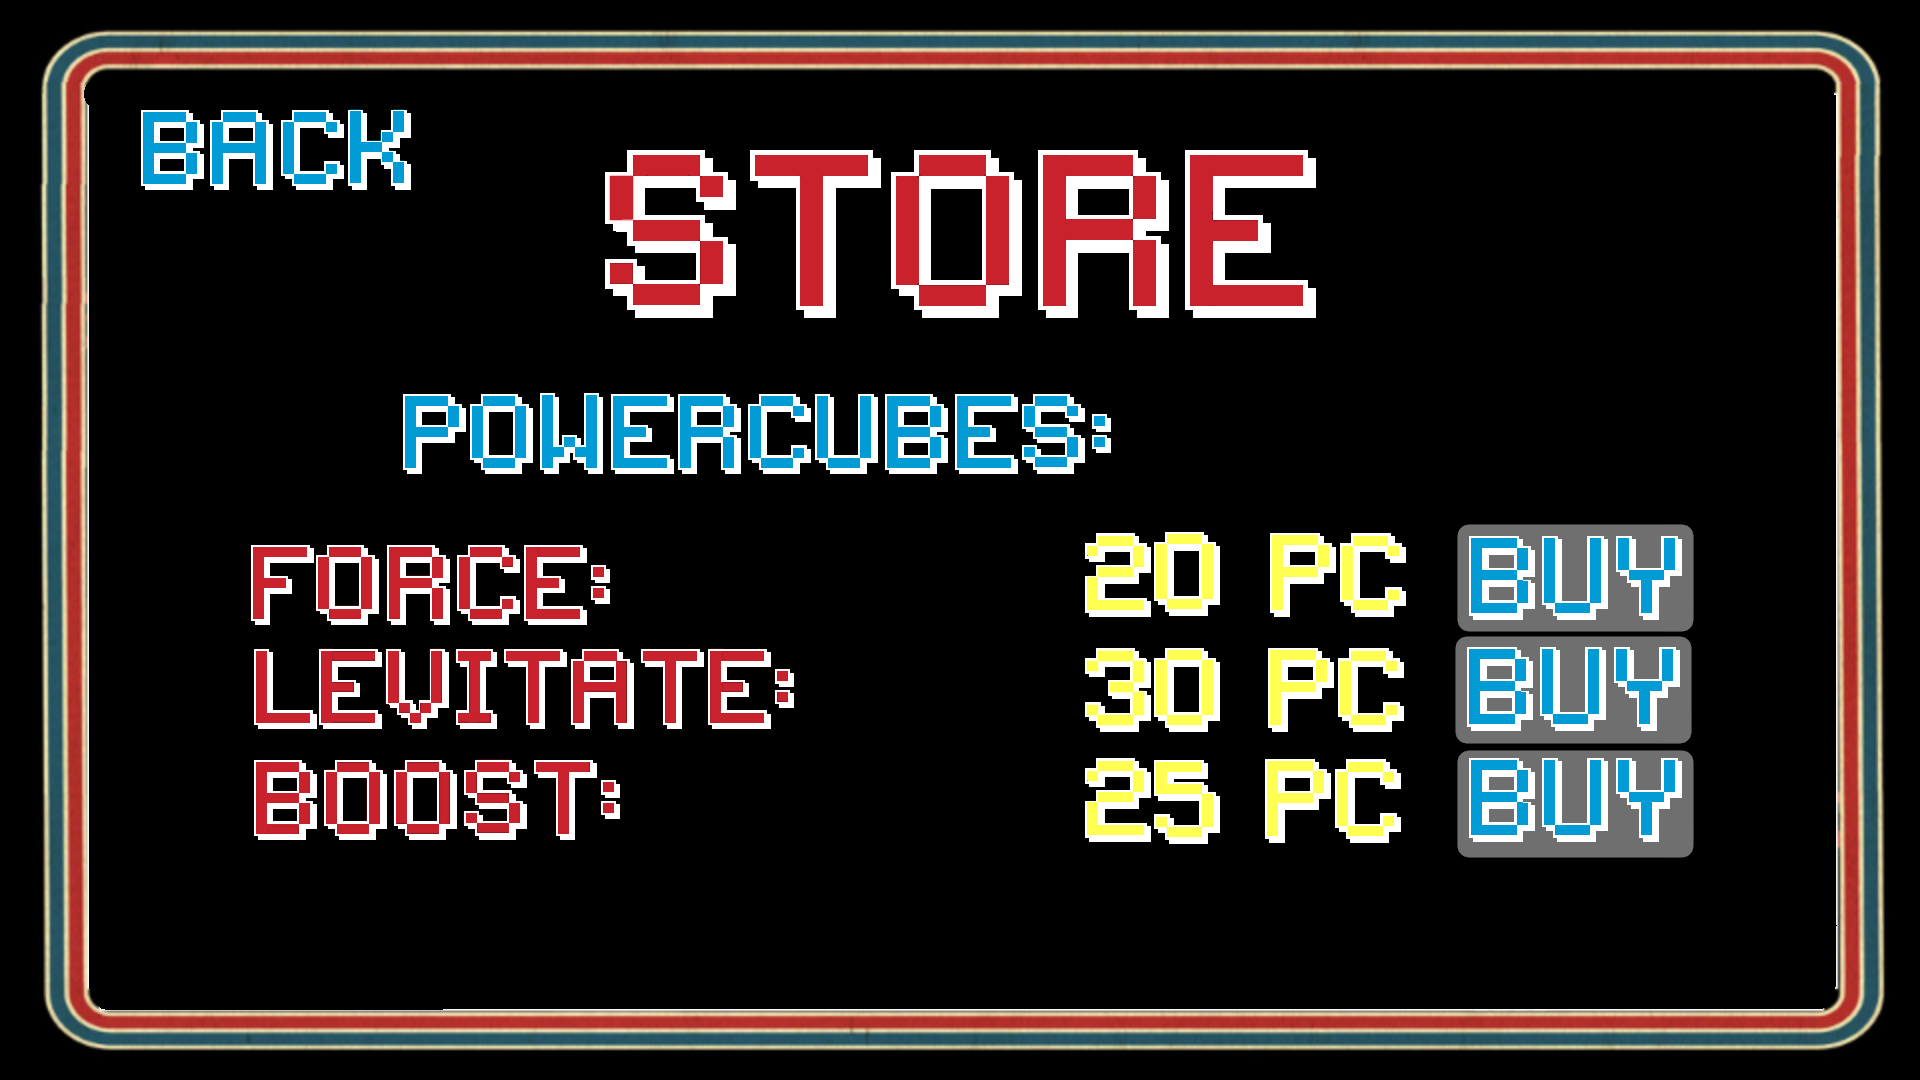 BACK
STORE
POWERCUBES:
FORCE: 20 PC BUY
LEVITATE: 30 PC BUY
BOOST: 25 PC BUY